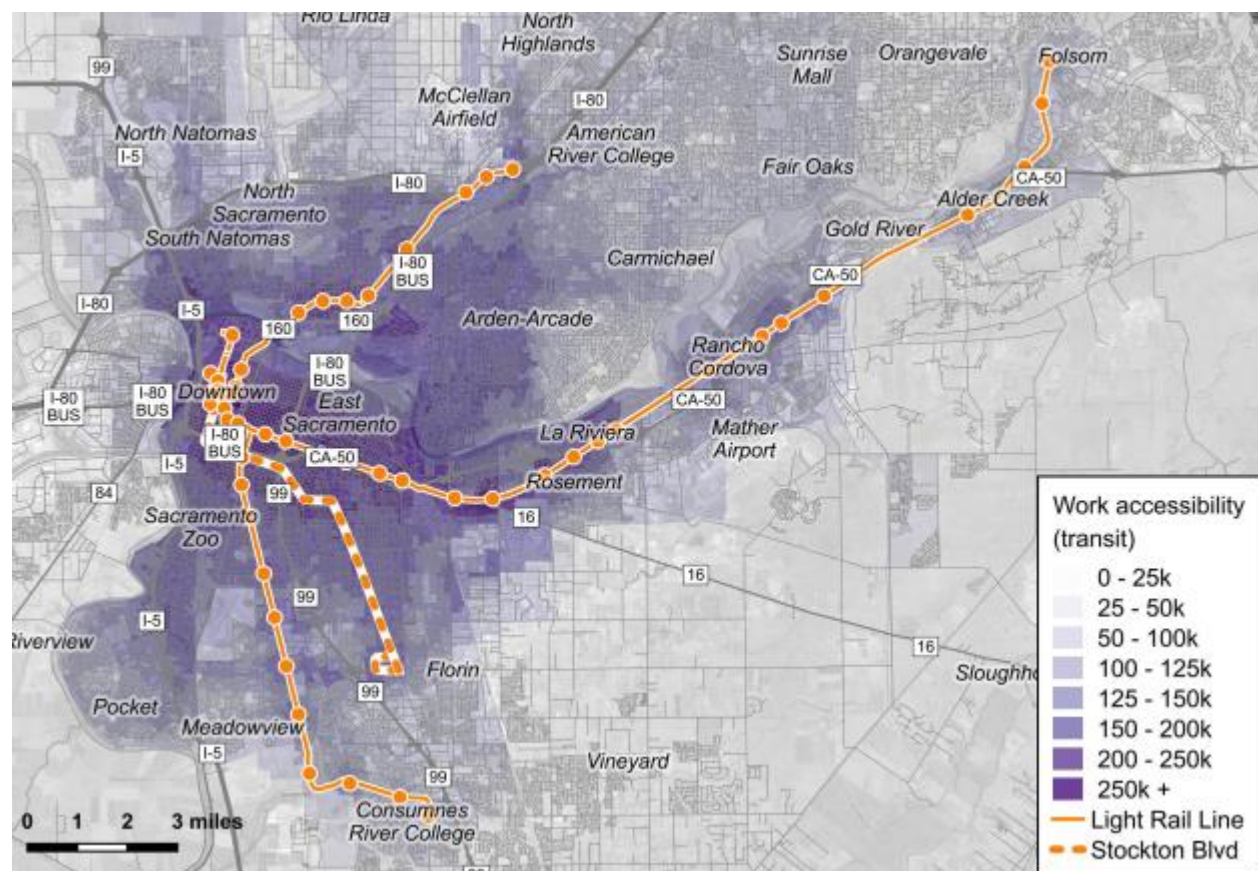 Rio Linda
North
Highlands
Sunrise
Mall
Orangevale
Folsom
99
McClellan
Airfield
I-80
North Natomas
American
River College
I-5
Fair Oaks
I-80
CA-50
North
Sacramento
Alder Creek
South Natomas
Gold River
Carmichael
I-80
BUS
CA-50
I-80
I-5
160
160
Arden-Arcade
Rancho
Cordova
I-80
BUS
I-80
BUS
I-80
BUS
Downtown
East
Sacramento
CA-50
I-80
BUS
La Riviera
Mather
Airport
CA-50
I-5
Rosement
84
99
Sacramento
Zoo
16
16
99
I-5
Riverview
16
Florin
Sloughho
99
Pocket
Meadowview
I-5
Vineyard
99
Consumnes
River College
0 1 2 3 miles
Work accessibility
(transit)
0 - 25k
25 - 50k
50 - 100k
100 - 125k
125 - 150k
150 - 200k
200 - 250k
250k +
Light Rail Line
Stockton Blvd